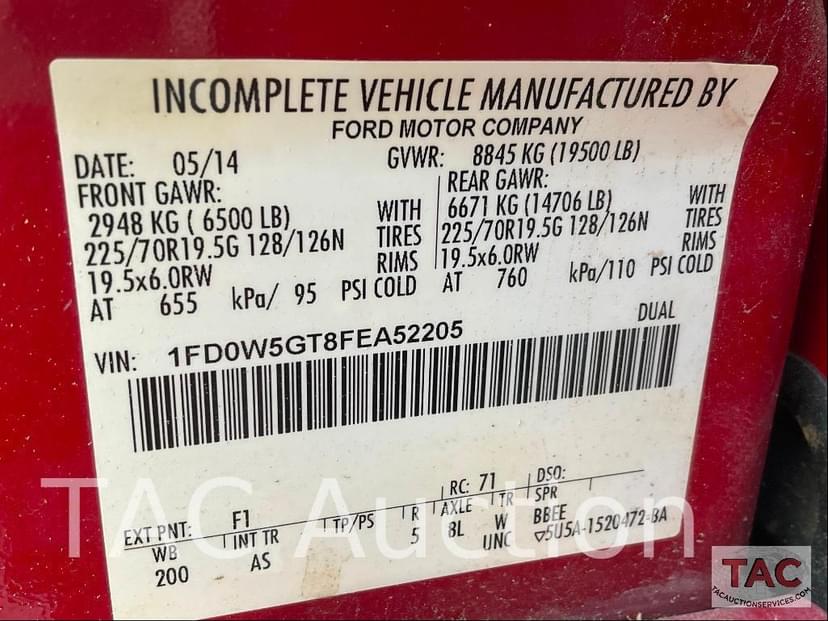 INCOMPLETE VEHICLE MANUFACTURED BY
FORD MOTOR COMPANY
DATE: 05/14 GVWR: 8845 KG (19500 LB)
FRONT GAWR: REAR GAWR:
2948 KG ( 6500 LB) WITH 6671 KG (14706 LB) WITH
225/70R19.5G 128/126N TIRES 225/70R19.5G 128/126N TIRES
19.5x6.0RW RIMS 19.5x6.0RW RIMS
AT 655 kPa/ 95 PSI COLD AT 760 kPa/110 PSI COLD
DUAL
VIN: 1FD0W5GT8FEA52205
EXT PNT: F1 RC: 71 DSO:
WB INT TR TP/PS R AXLE TR SPR
200 AS 5 8L W BBEE
UNC ▽5U5A-1520472-BA
TAC Auction
TAC
TACAUCTIONSERVICES.COM